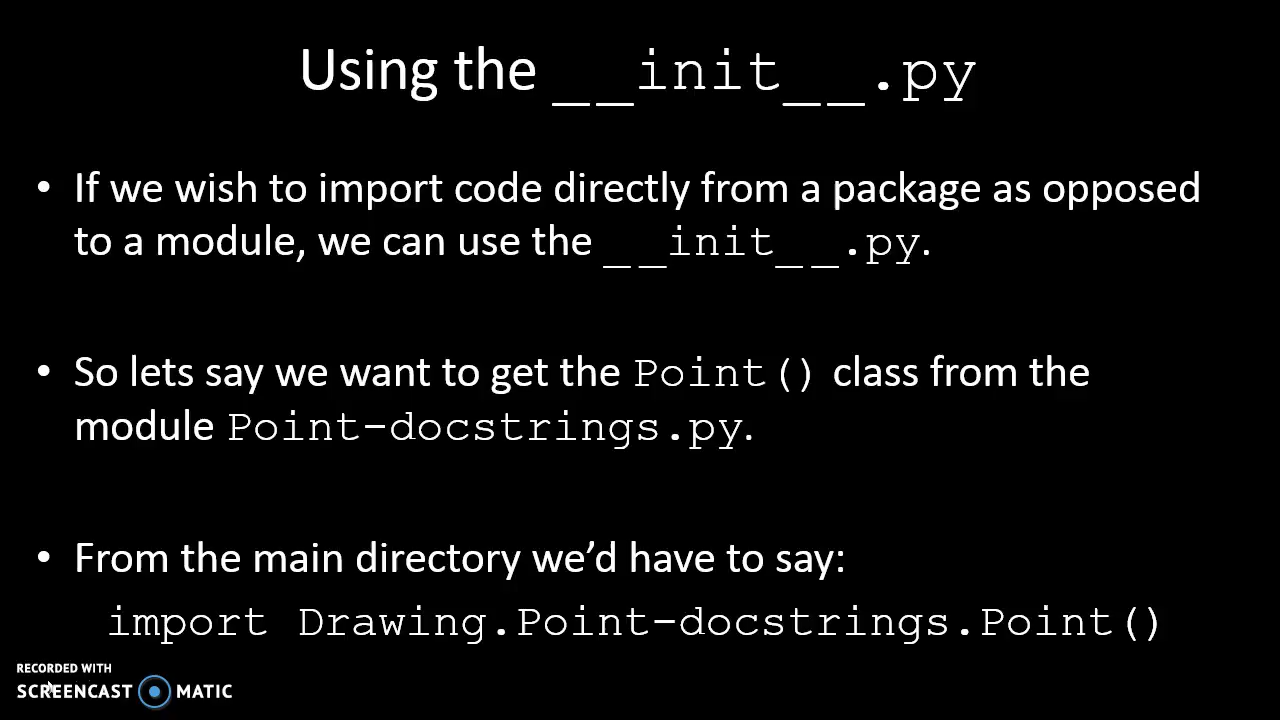 Using the __init__.py
• If we wish to import code directly from a package as opposed
to a module, we can use the __init__.py.
• So lets say we want to get the Point() class from the
module Point-docstrings.py.
• From the main directory we’d have to say:
import Drawing.Point-docstrings.Point()
RECORDED WITH
SCREENCAST MATIC